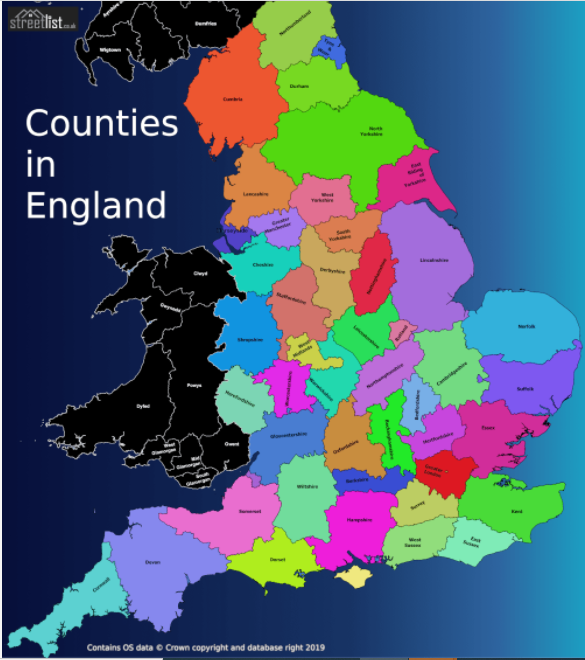 streetlist.co.uk
Dumfries
Wigtown
Northumberland
Tyne
&
Wear
Counties
in
England
Cumbria
Durham
North
Yorkshire
East
Riding
of
Yorkshire
Lancashire
West
Yorkshire
Greater
Manchester
South
Yorkshire
Merseyside
Cheshire
Derbyshire
Nottinghamshire
Lincolnshire
Clwyd
Gwynedd
Staffordshire
Shropshire
Leicestershire
Rutland
Norfolk
West
Midlands
Powys
Dyfed
Herefordshire
Worcestershire
Warwickshire
Northamptonshire
Cambridgeshire
Suffolk
Bedfordshire
Gwent
West
Glamorgan
Mid
Glamorgan
South
Glamorgan
Gloucestershire
Oxfordshire
Buckinghamshire
Hertfordshire
Essex
Greater
London
Berkshire
Wiltshire
Somerset
Hampshire
Surrey
Kent
West
Sussex
East
Sussex
Devon
Dorset
Cornwall
Contains OS data © Crown copyright and database right 2019